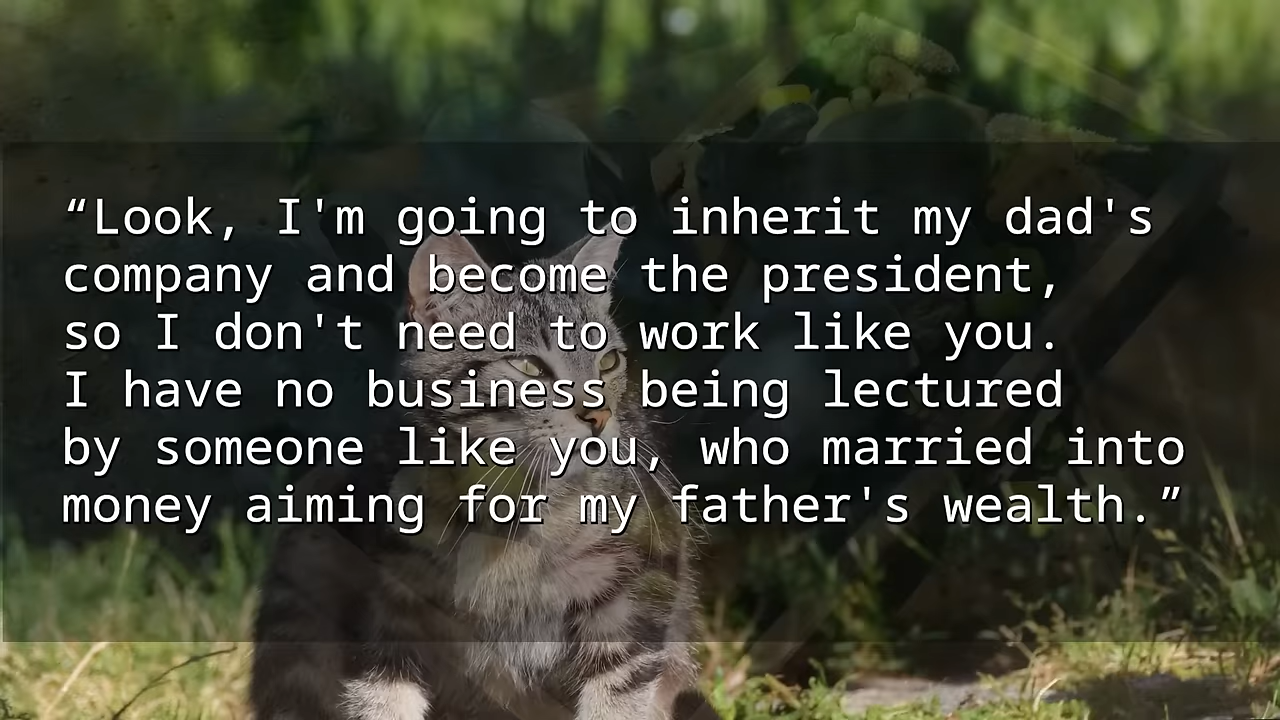 “Look, I'm going to inherit my dad's
company and become the president,
so I don't need to work like you.
I have no business being lectured
by someone like you, who married into
money aiming for my father's wealth.”